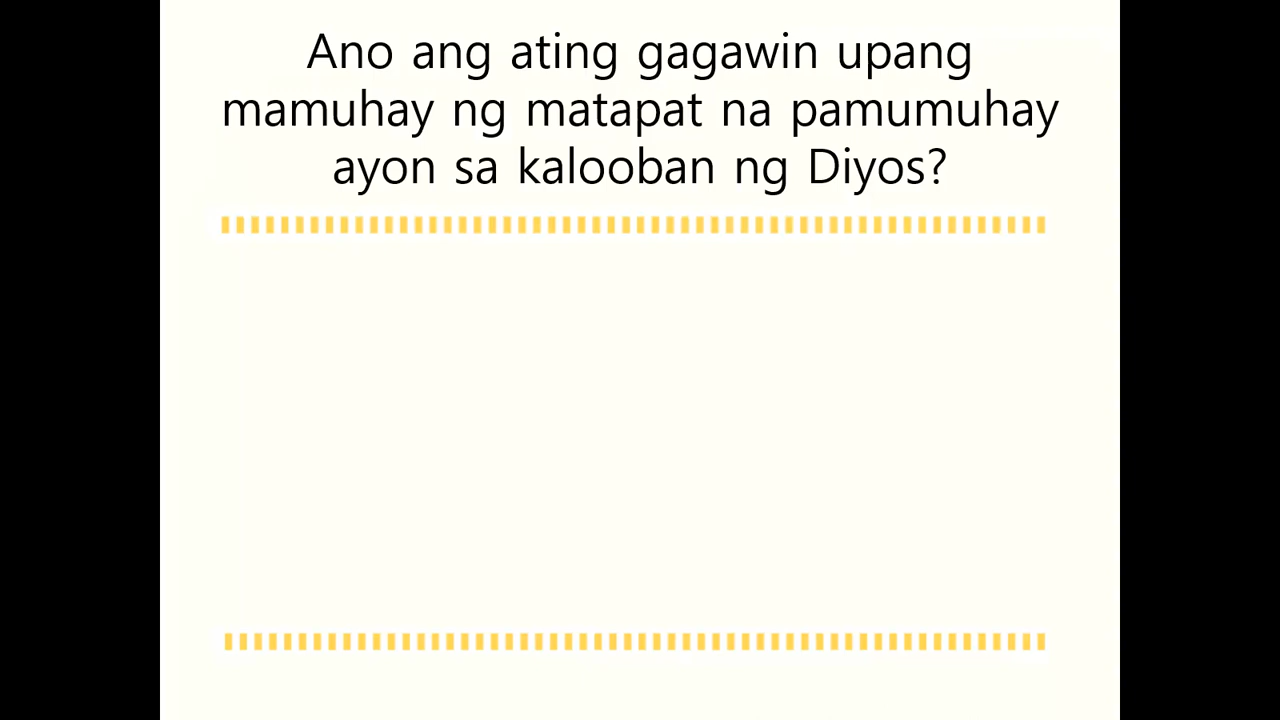 Ano ang ating gagawin upang
mamuhay ng matapat na pamumuhay
ayon sa kalooban ng Diyos?